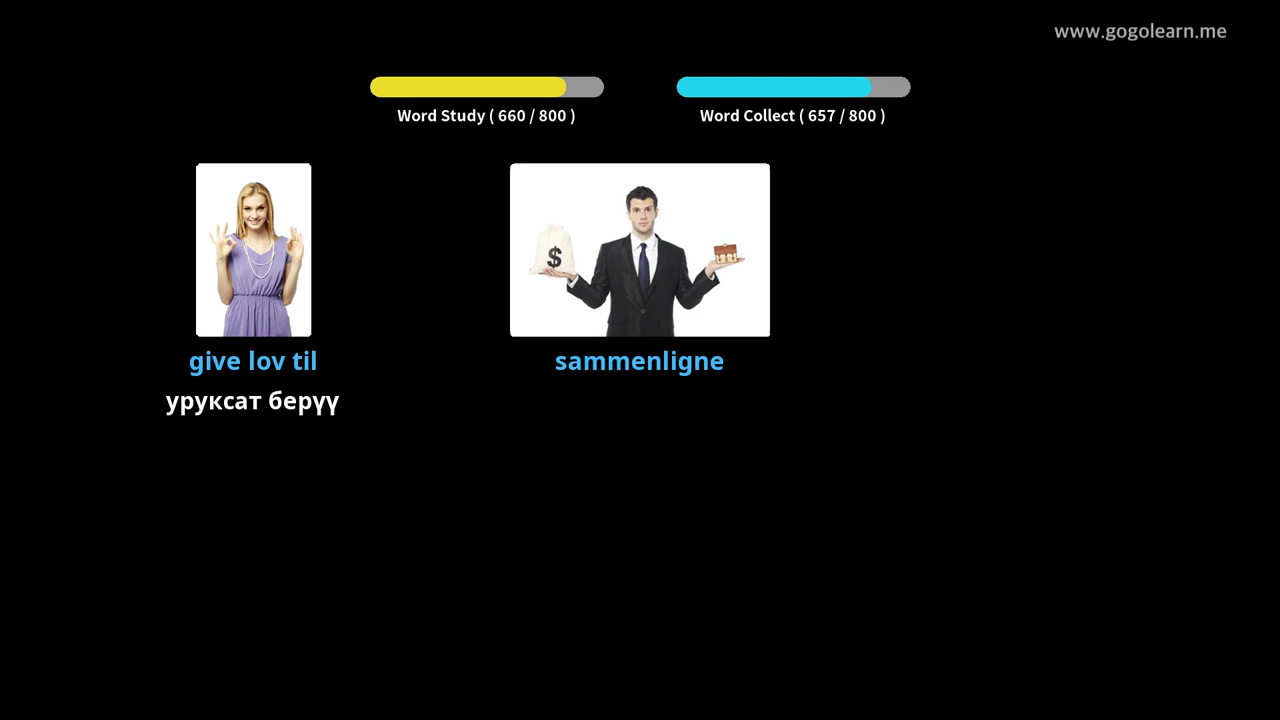 www.gogolearn.me
Word Study ( 660 / 800 )
Word Collect ( 657 / 800 )
$
give lov til
уруксат берүү
sammenligne